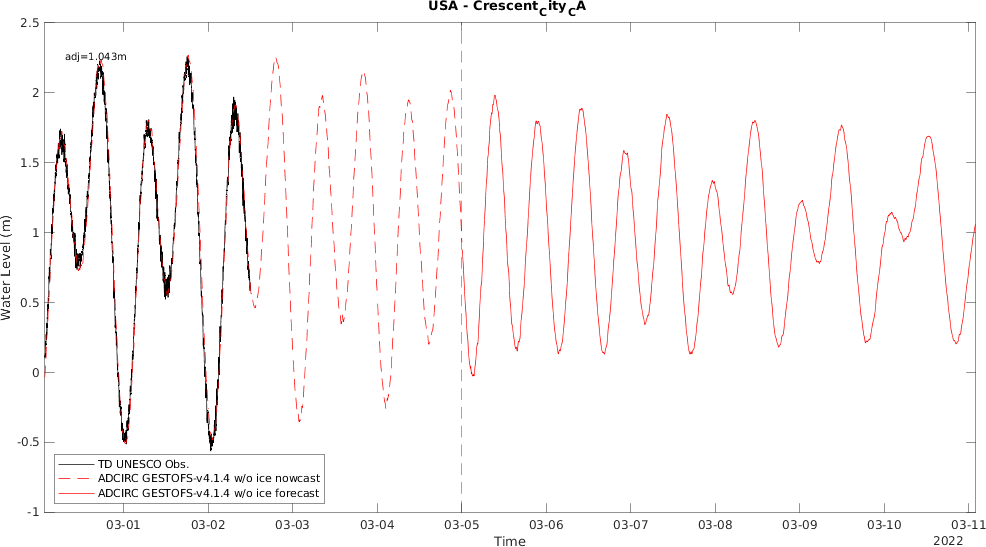 USA - Crescent_City_CA
adj=1.043m
2.5
2
1.5
1
0.5
0
-0.5
-1
Water Level (m)
TD UNESCO Obs.
ADCIRC GESTOFS-v4.1.4 w/o ice nowcast
ADCIRC GESTOFS-v4.1.4 w/o ice forecast
03-01 03-02 03-03 03-04 03-05 03-06 03-07 03-08 03-09 03-10 03-11
Time
2022